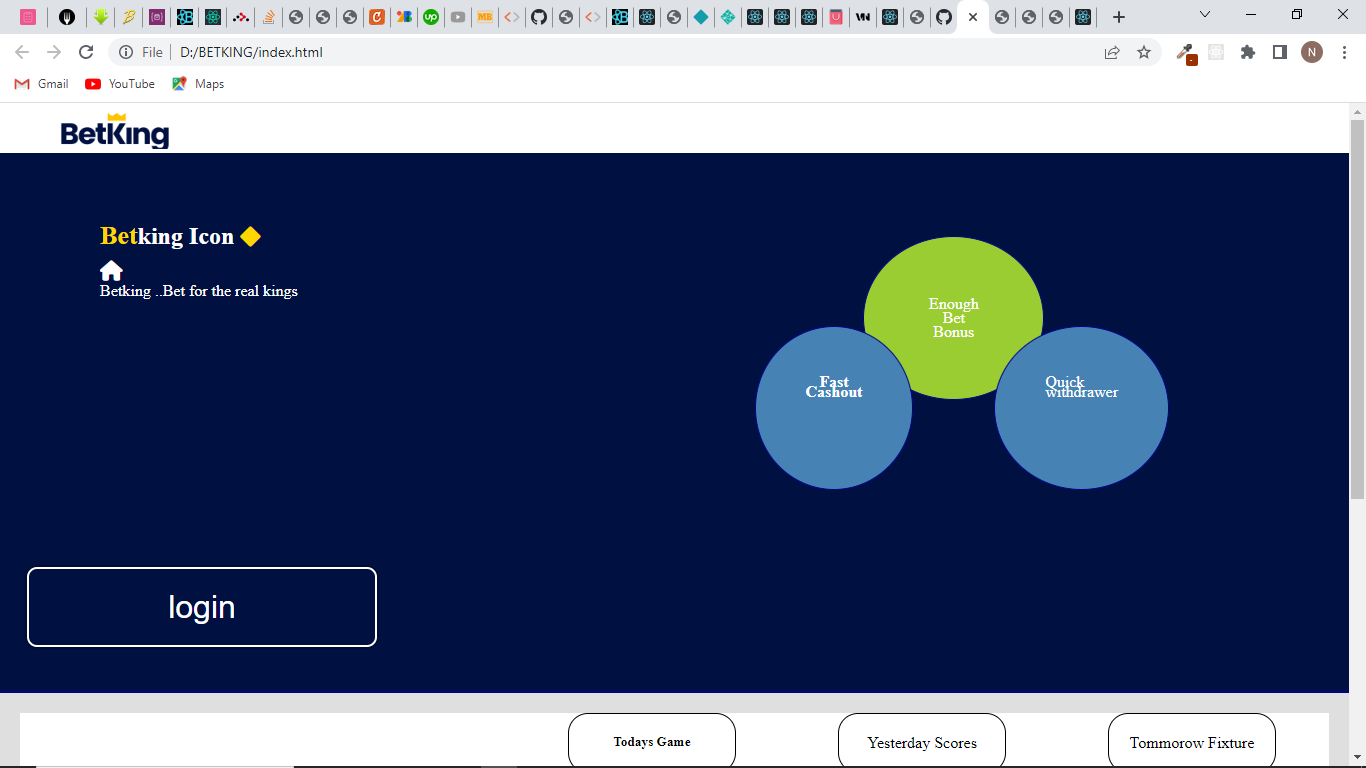 File
D:/BETKING/index.html
N
Gmail
YouTube
Maps
BetKing
Betking Icon
Betking ..Bet for the real kings
Enough
Bet
Bonus
Fast
Cashout
Quick
withdrawer
login
Todays Game
Yesterday Scores
Tommorow Fixture